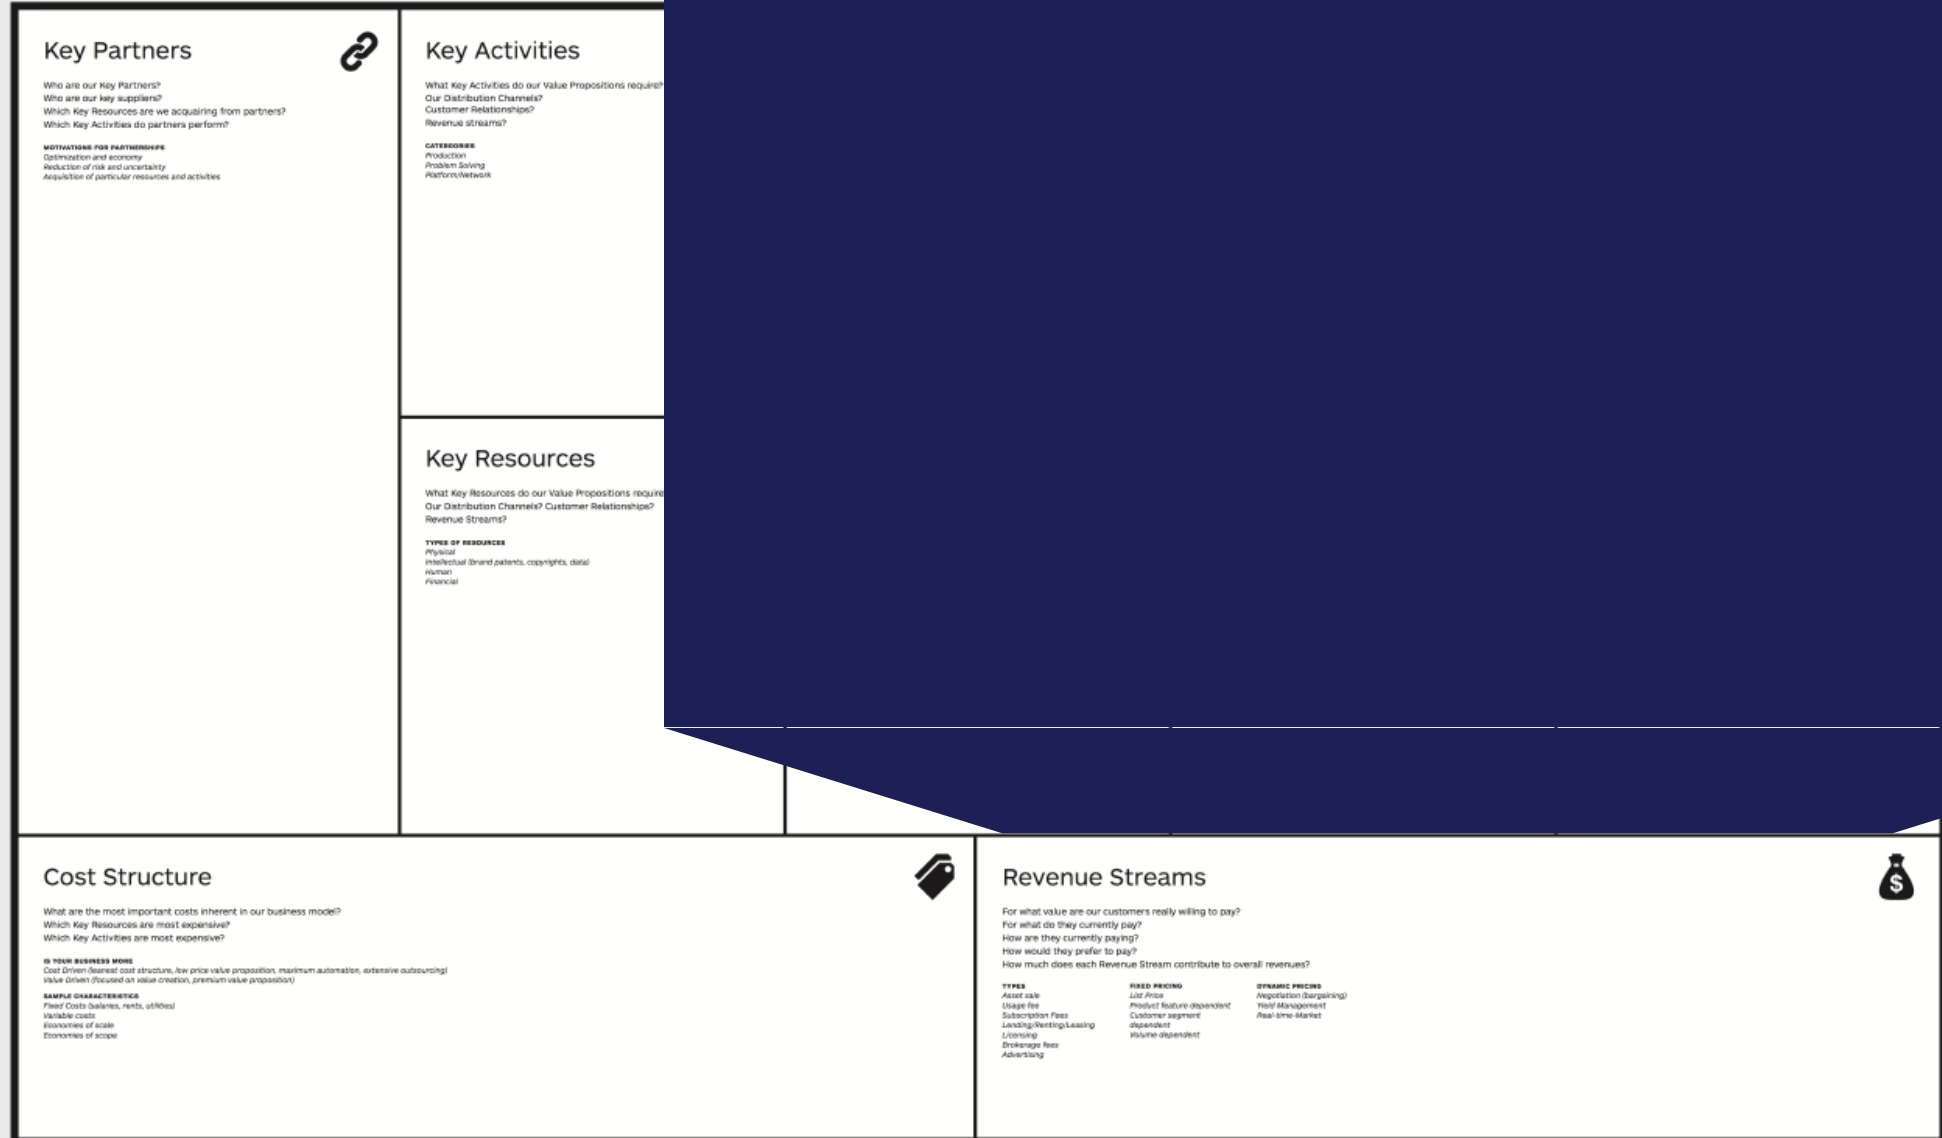 Key Partners
Who are our Key Partners?
Who are our key suppliers?
Which Key Resources are we acquairing from partners?
Which Key Activities do partners perform?
MOTIVATIONS FOR PARTNERSHIPS
Optimization and economy
Reduction of risk and uncertainty
Acquisition of particular resources and activities
Key Activities
What Key Activities do our Value Propositions require?
Our Distribution Channels?
Customer Relationships?
Revenue streams?
CATERGORIES
Production
Problem Solving
Platform/Network
Key Resources
What Key Resources do our Value Propositions require
Our Distribution Channels? Customer Relationships?
Revenue Streams?
TYPES OF RESOURCES
Physical
Intellectual (brand patents, copyrights, data)
Human
Financial
Cost Structure
What are the most important costs inherent in our business model?
Which Key Resources are most expensive?
Which Key Activities are most expensive?
IS YOUR BUSINESS MORE
Cost Driven (leanest cost structure, low price value proposition, maximum automation, extensive outsourcing)
Value Driven (focused on value creation, premium value proposition)
SAMPLE CHARACTERISTICS
Fixed Costs (salaries, rents, utilities)
Variable costs
Economies of scale
Economies of scope
Revenue Streams
$
For what value are our customers really willing to pay?
For what do they currently pay?
How are they currently paying?
How would they prefer to pay?
How much does each Revenue Stream contribute to overall revenues?
TYPES
Asset sale
Usage fee
Subscription Fees
Lending/Renting/Leasing
Licensing
Brokerage fees
Advertising
FIXED PRICING
List Price
Product feature dependent
Customer segment
dependent
Volume dependent
DYNAMIC PRICING
Negotiation (bargaining)
Yield Management
Real-time-Market